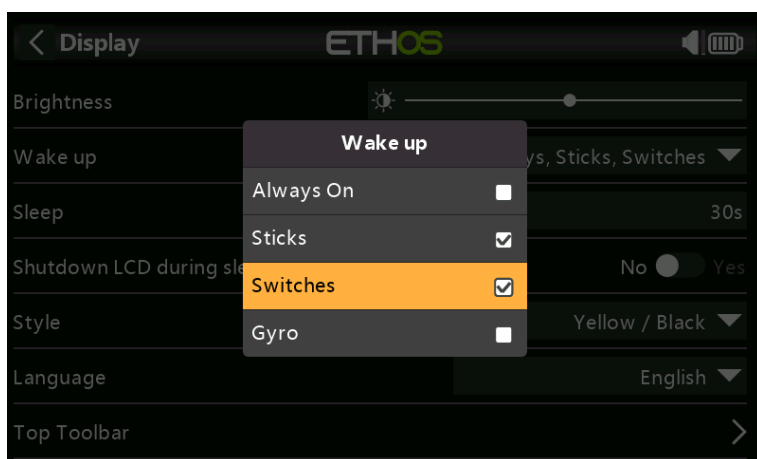 Display ETHOS
Brightness
Wake up
Wake up ys, Sticks, Switches
Always On
Sleep 30s
Sticks
Shutdown LCD during sle No Yes
Switches
Style Yellow / Black
Gyro
Language English
Top Toolbar